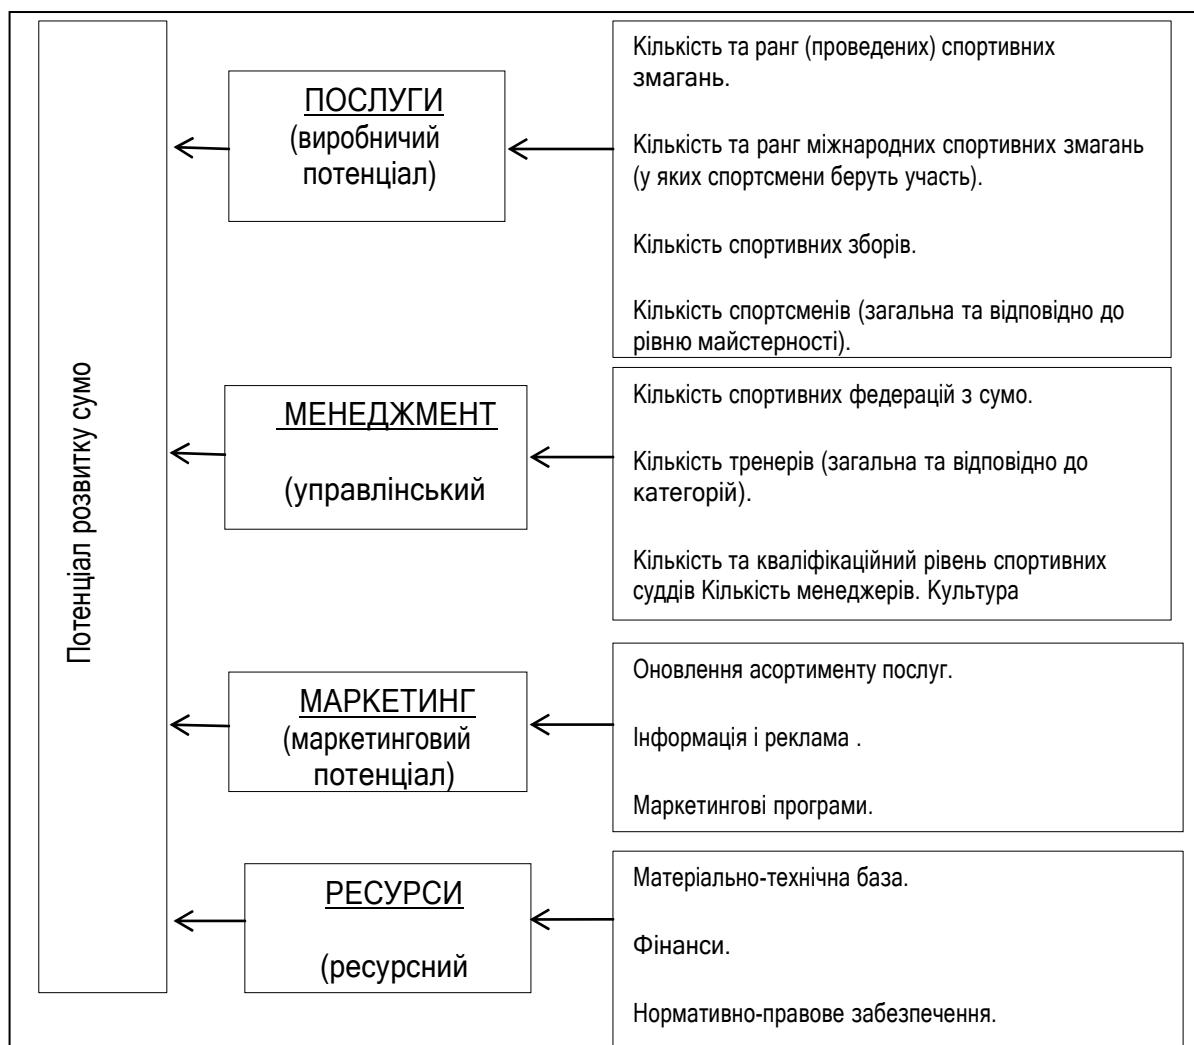 Потенціал розвитку сумо
ПОСЛУГИ
(виробничий
потенціал)
Кількість та ранг (проведених) спортивних
змагань.
Кількість та ранг міжнародних спортивних змагань
(у яких спортсмени беруть участь).
Кількість спортивних зборів.
Кількість спортсменів (загальна та відповідно до
рівню майстерності).
МЕНЕДЖМЕНТ
(управлінський
Кількість спортивних федерацій з сумо.
Кількість тренерів (загальна та відповідно до
категорій).
Кількість та кваліфікаційний рівень спортивних
суддів Кількість менеджерів. Культура
МАРКЕТИНГ
(маркетинговий
потенціал)
Оновлення асортименту послуг.
Інформація і реклама .
Маркетингові програми.
РЕСУРСИ
(ресурсний
Матеріально-технічна база.
Фінанси.
Нормативно-правове забезпечення.